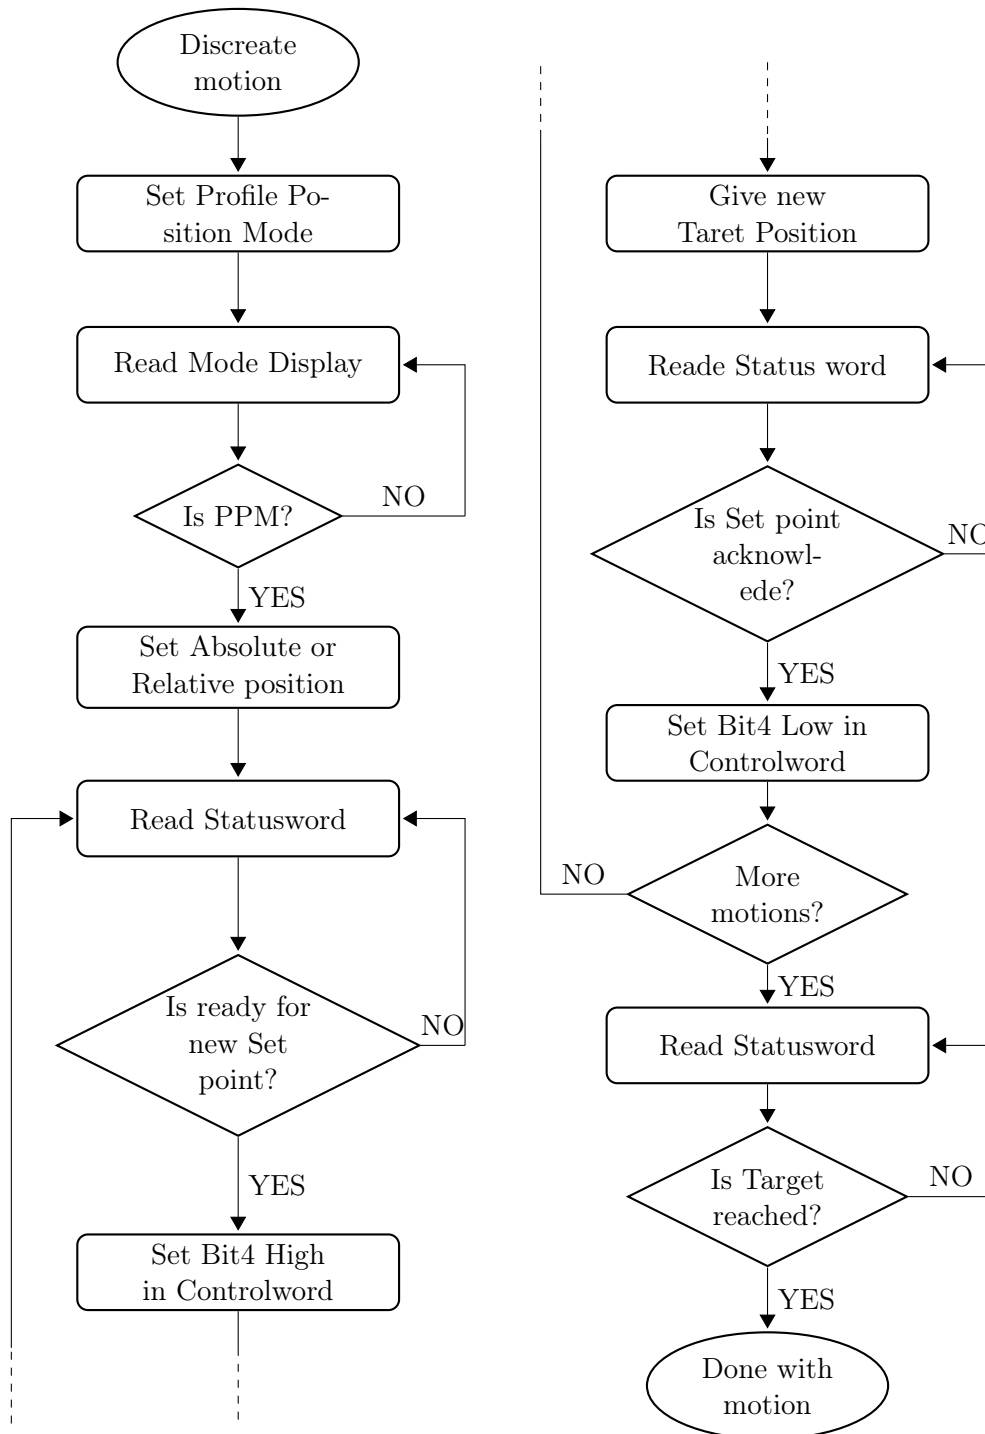 Discreate
motion
Set Profile Po-
sition Mode
Read Mode Display
Is PPM?
NO
YES
Set Absolute or
Relative position
Read Statusword
Is ready for
new Set
point?
NO
YES
Set Bit4 High
in Controlword
Give new
Taret Position
Reade Status word
Is Set point
acknowl-
ede?
NO
YES
Set Bit4 Low in
Controlword
More
motions?
NO
YES
Read Statusword
Is Target
reached?
NO
YES
Done with
motion